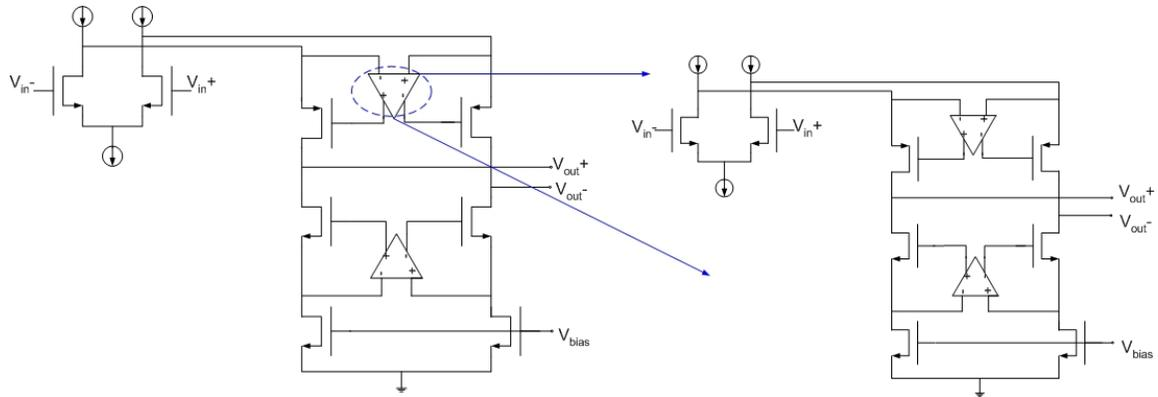 Vin-
Vin+
- +
+ -
Vout+
Vout-
+ -
- +
Vbias
Vin-
Vin+
- +
+ -
Vout+
Vout-
- +
Vbias